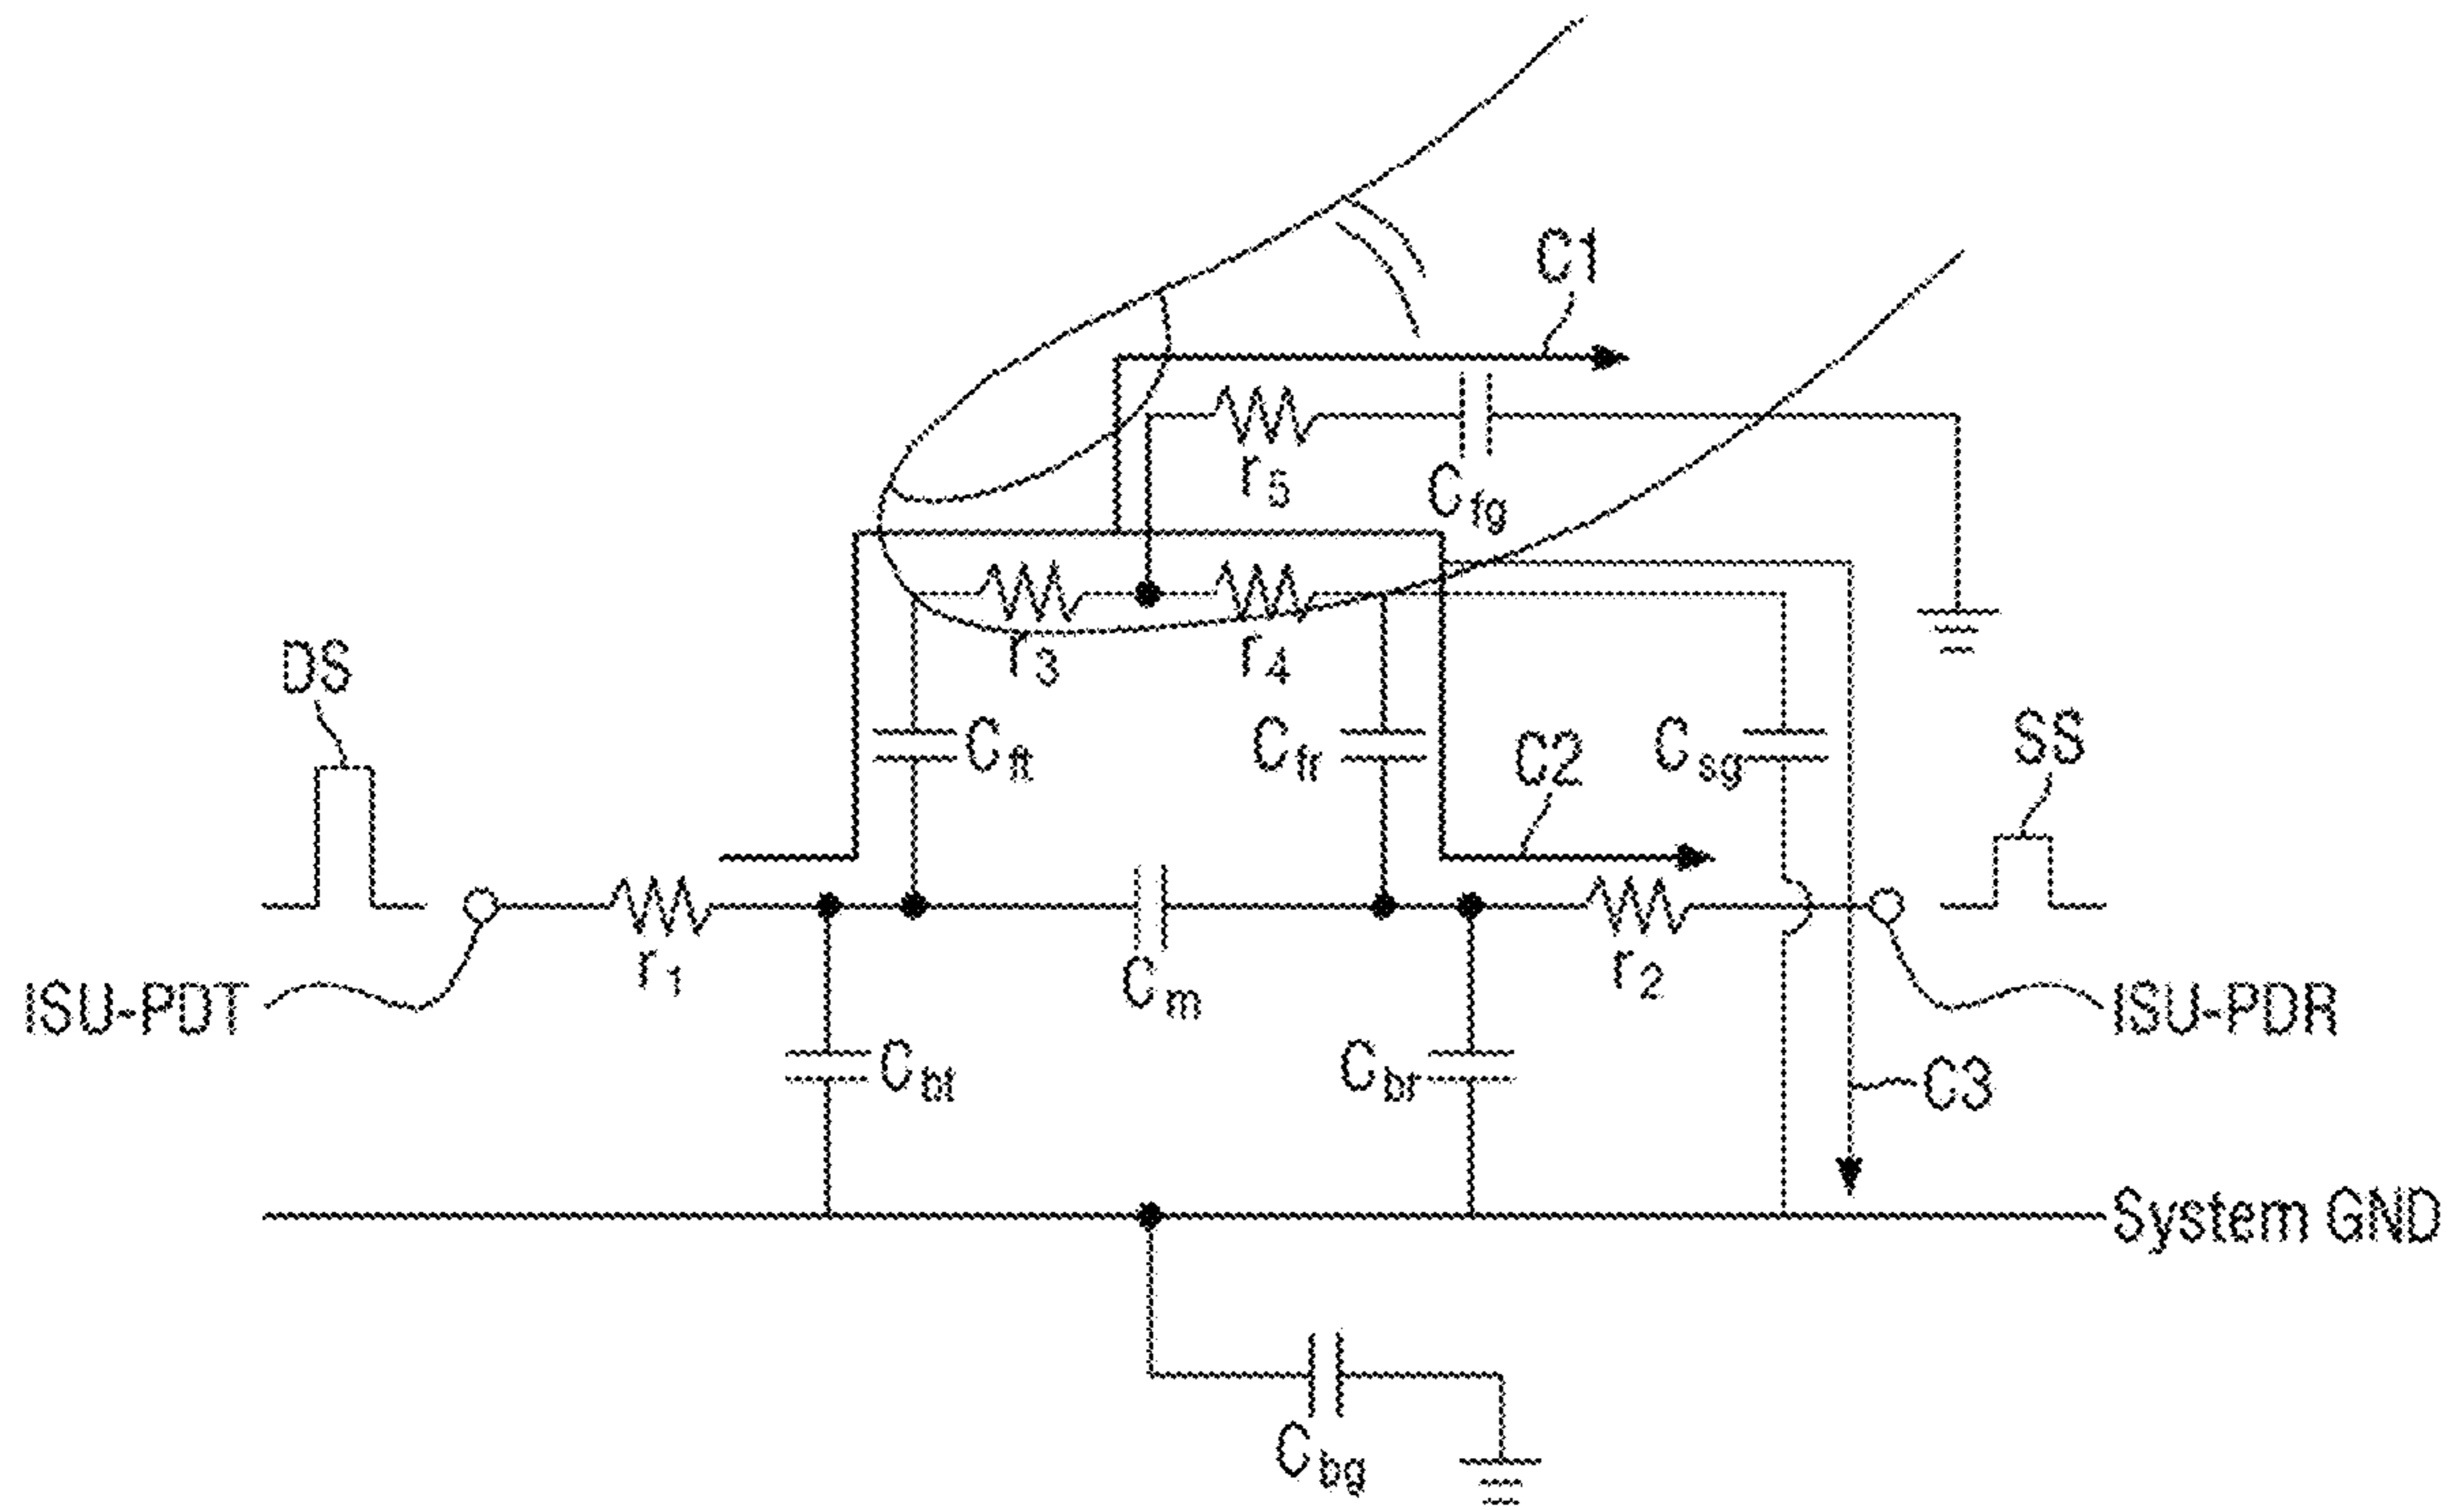 C1
r5
Cfg
DS
r3
r4
Cft
Cfr
C2
Csg
SS
r1
Cm
r2
ISU-PDT
ISU-PDR
Cbt
Cbr
C3
System GND
Cbg